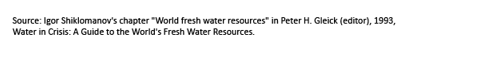 Source: Igor Shiklomanov's chapter "World fresh water resources" in Peter H. Gleick (editor), 1993,
Water in Crisis: A Guide to the World's Fresh Water Resources.